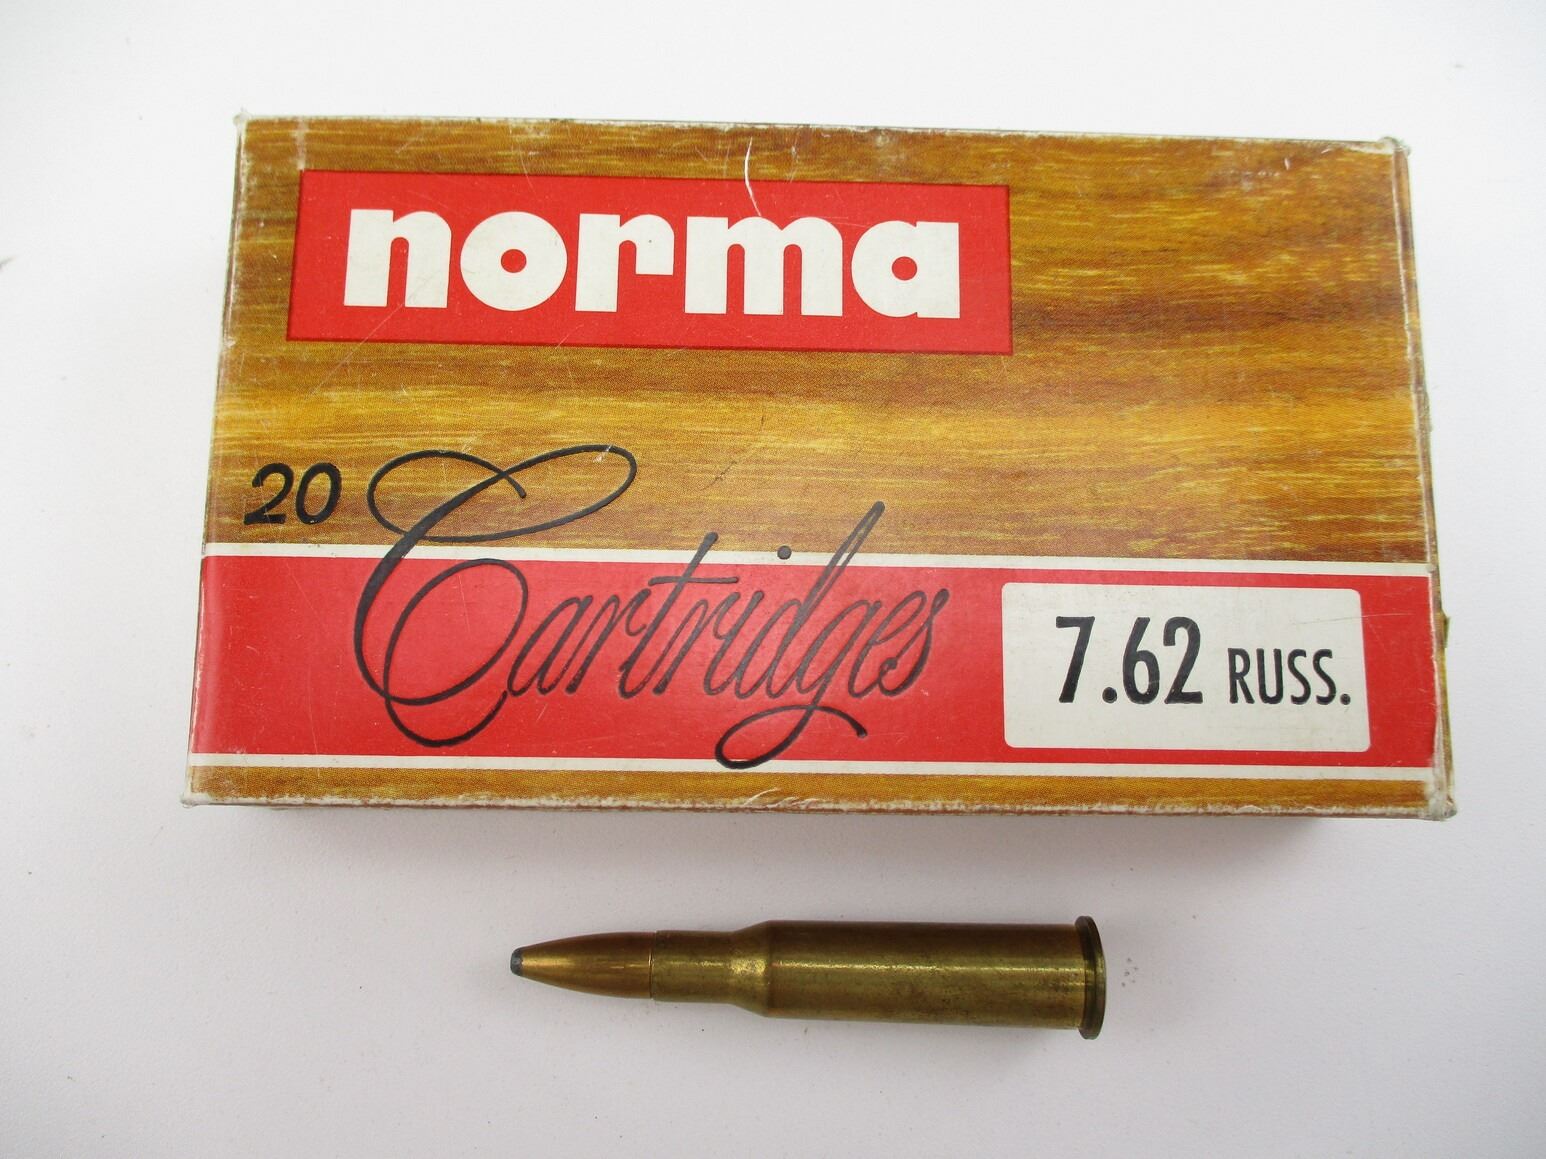 norma
20 Cartridges
7.62 RUSS.